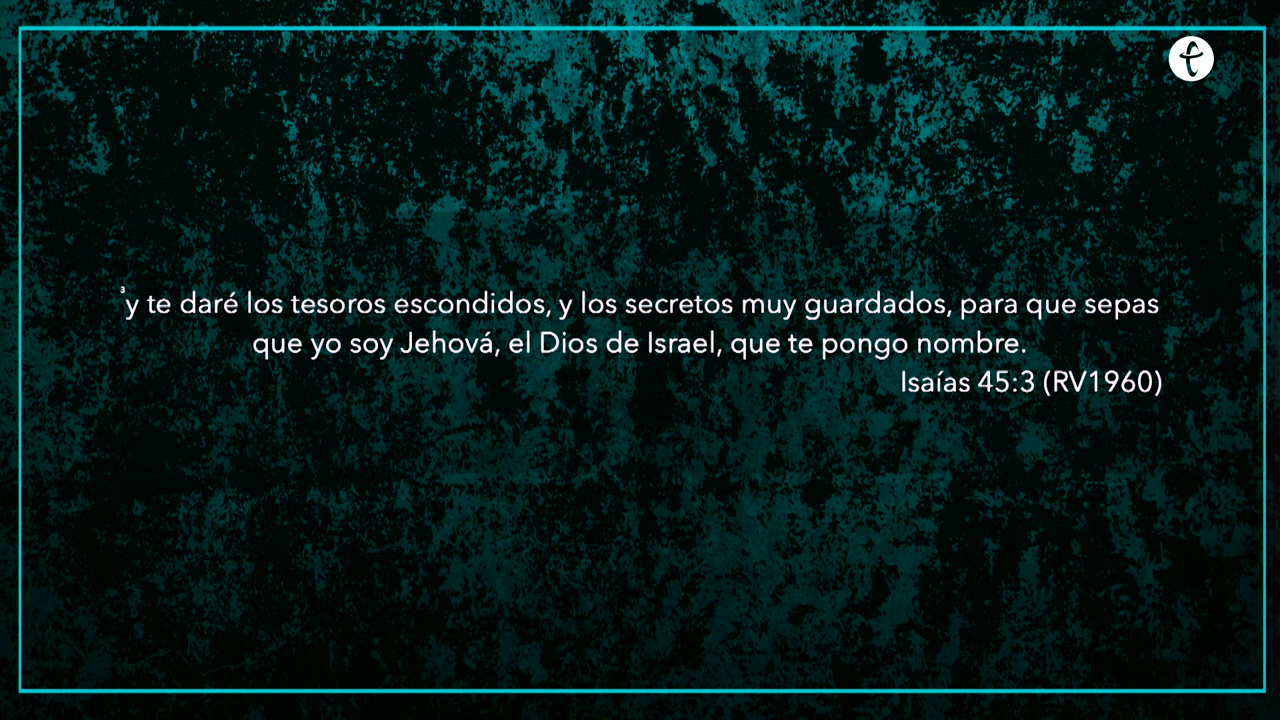 ³y te daré los tesoros escondidos, y los secretos muy guardados, para que sepas
que yo soy Jehová, el Dios de Israel, que te pongo nombre.
Isaías 45:3 (RV1960)